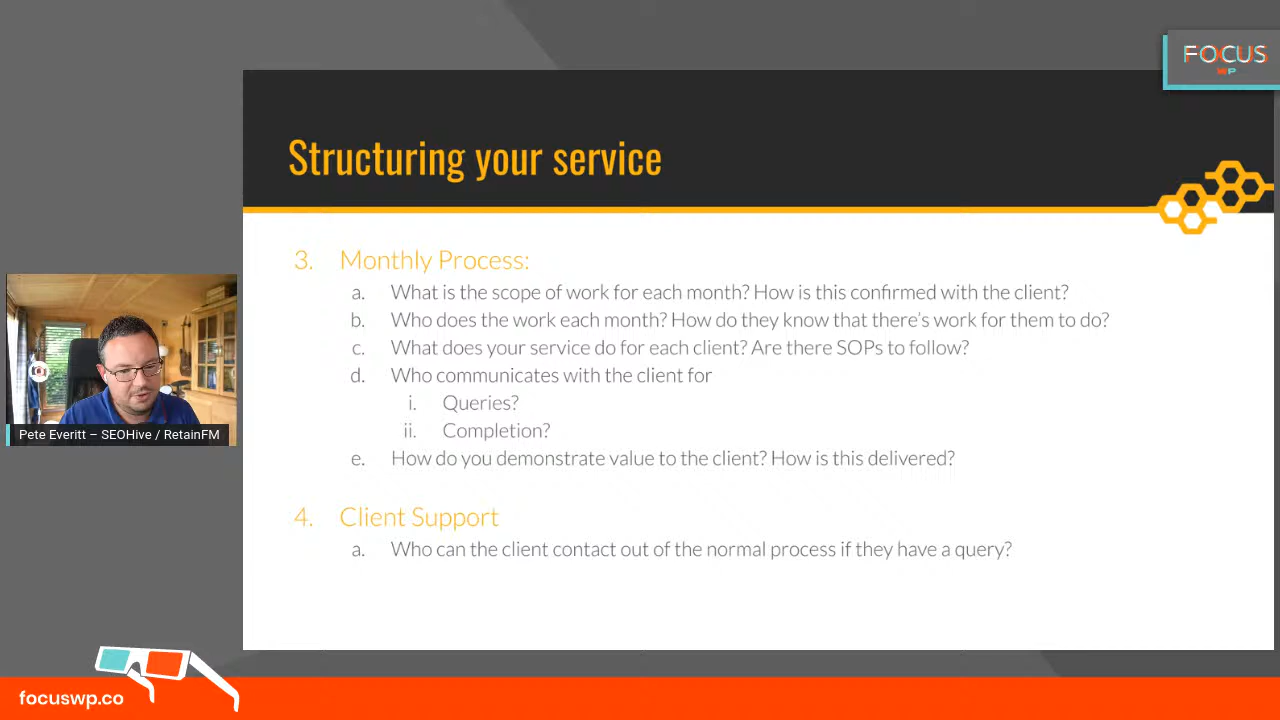 FOCUS
WP
Structuring your service
3. Monthly Process:
a. What is the scope of work for each month? How is this confirmed with the client?
b. Who does the work each month? How do they know that there's work for them to do?
c. What does your service do for each client? Are there SOPs to follow?
d. Who communicates with the client for
i. Queries?
ii. Completion?
e. How do you demonstrate value to the client? How is this delivered?
4. Client Support
a. Who can the client contact out of the normal process if they have a query?
Pete Everitt – SEOHive / RetainFM
focuswp.co